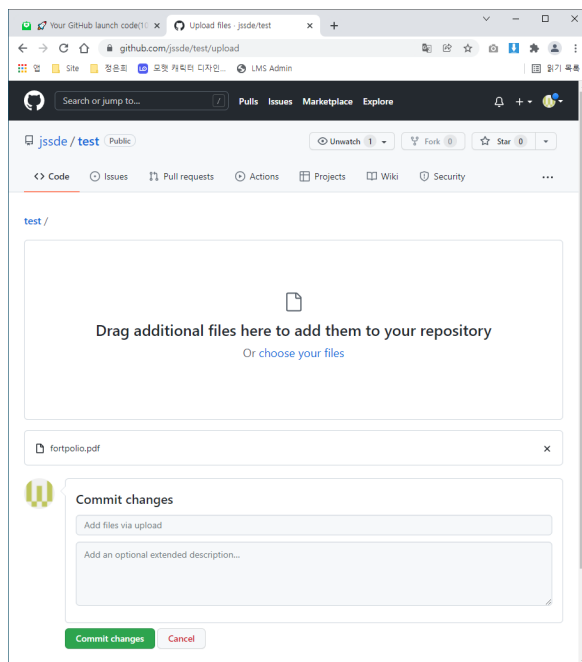 Your GitHub launch code(10
Upload files · jssde/test
github.com/jssde/test/upload
앱
Site
정은희
모햇 캐릭터 디자인...
LMS Admin
읽기 목록
Search or jump to...
/
Pulls
Issues
Marketplace
Explore
jssde / test
Public
Unwatch 1
Fork 0
Star 0
<> Code
Issues
Pull requests
Actions
Projects
Wiki
Security
...
test /
Drag additional files here to add them to your repository
Or choose your files
fortpolio.pdf
Commit changes
Add files via upload
Add an optional extended description...
Commit changes
Cancel